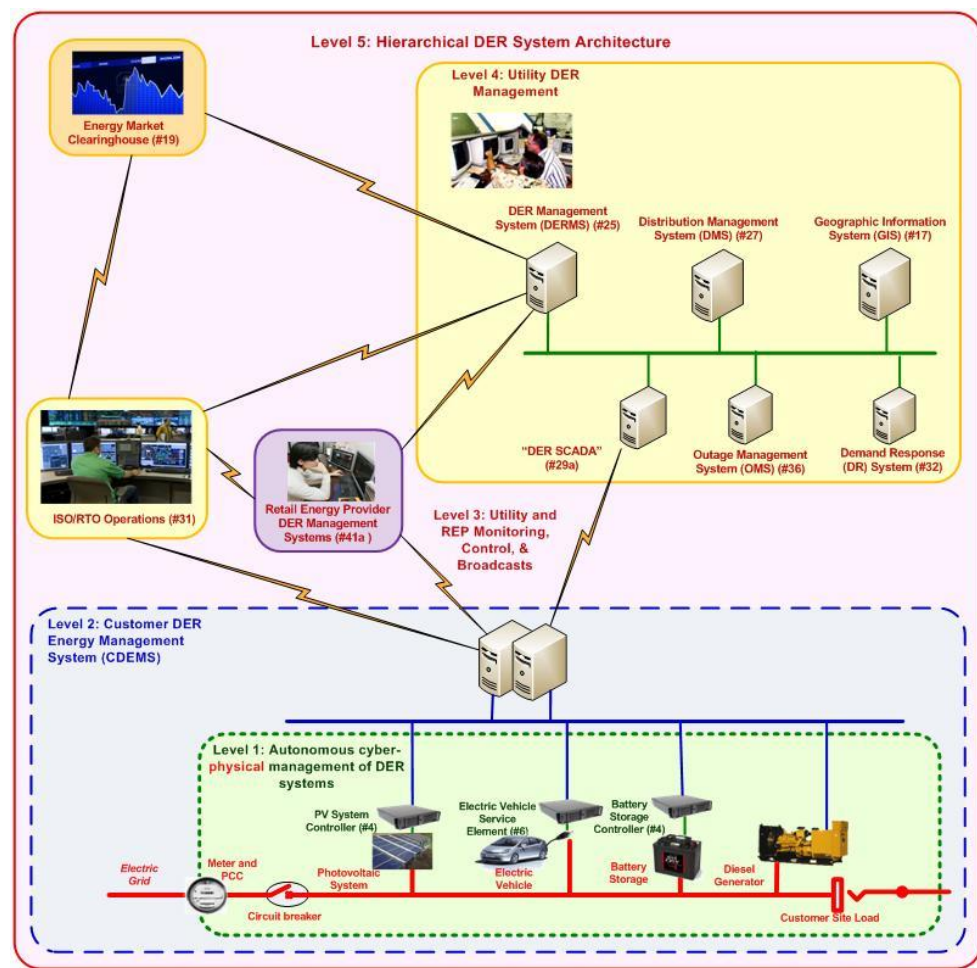 Level 5: Hierarchical DER System Architecture
Energy Market
Clearinghouse (#19)
Level 4: Utility DER
Management
DER Management
System (DERMS) (#25)
Distribution Management
System (DMS) (#27)
Geographic Information
System (GIS) (#17)
"DER SCADA"
(#29a)
Outage Management
System (OMS) (#36)
Demand Response
(DR) System (#32)
ISO/RTO Operations (#31)
Retail Energy Provider
DER Management
Systems (#41a )
Level 3: Utility and
REP Monitoring,
Control, &
Broadcasts
Level 2: Customer DER
Energy Management
System (CDEMS)
Level 1: Autonomous cyber-
physical management of DER
systems
PV System
Controller (#4)
Electric Vehicle
Service
Element (#6)
Battery
Storage
Controller (#4)
Electric
Grid
Meter and
PCC
Circuit breaker
Photovoltaic
System
Electric
Vehicle
Battery
Storage
Diesel
Generator
Customer Site Load